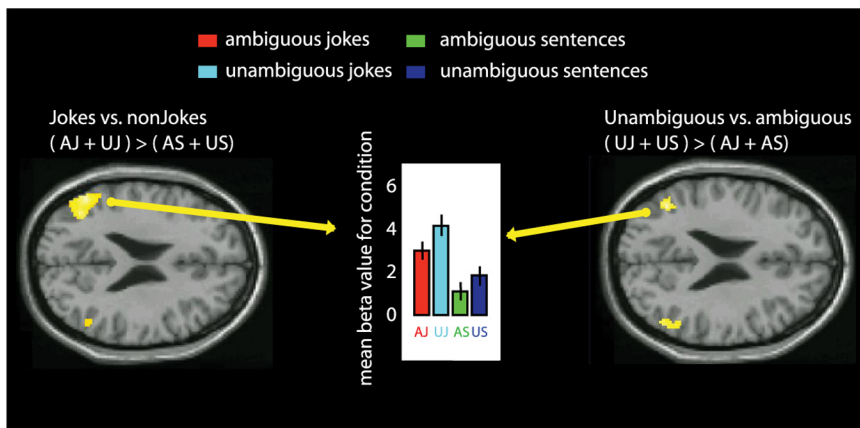 ambiguous jokes
ambiguous sentences
unambiguous jokes
unambiguous sentences
Jokes vs. nonJokes
( AJ + UJ ) > ( AS + US)
Unambiguous vs. ambiguous
(UJ + US ) > ( AJ + AS)
mean beta value for condition
6
4
2
0
AJ UJ AS US